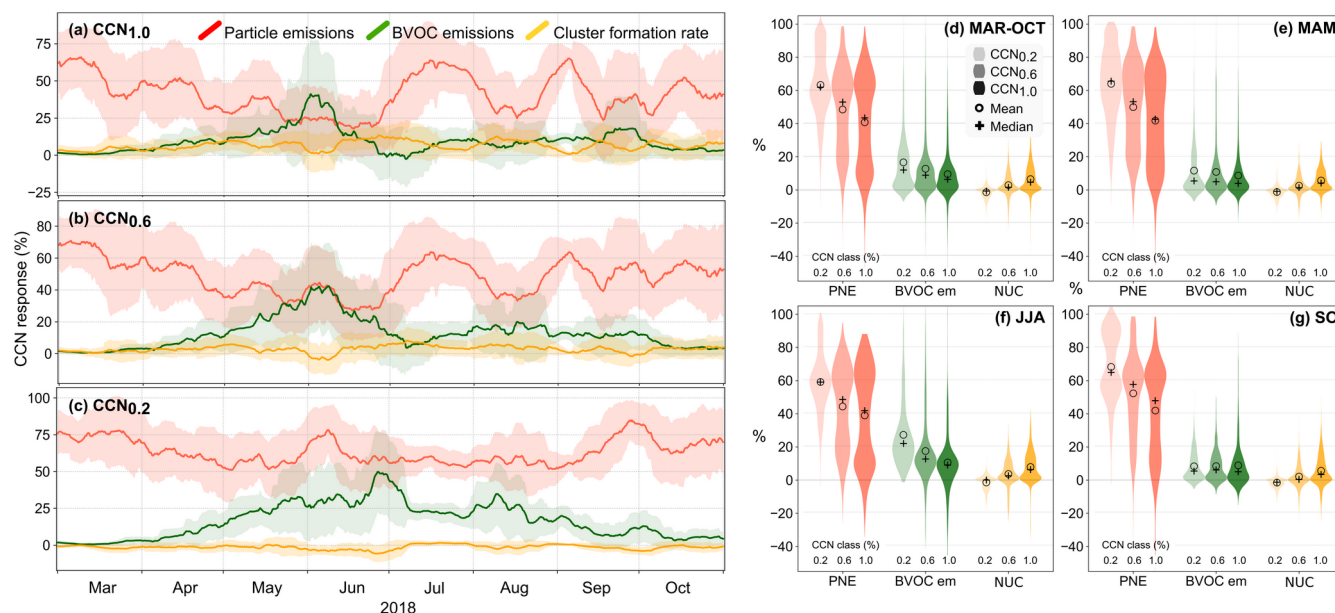 (a) CCN1.0
Particle emissions
BVOC emissions
Cluster formation rate
75
50
25
0
−25
(b) CCN0.6
80
60
40
20
0
CCN response (%)
(c) CCN0.2
100
75
50
25
0
Mar Apr May Jun Jul Aug Sep Oct
2018
(d) MAR-OCT
CCN0.2
CCN0.6
CCN1.0
Mean
Median
100
80
60
%
40
20
0
−20
−40
CCN class (%)
0.2 0.6 1.0 0.2 0.6 1.0 0.2 0.6 1.0
PNE BVOC em NUC
(e) MAM
100
80
60
40
20
0
−20
−40
%
CCN class (%)
0.2 0.6 1.0 0.2 0.6 1.0 0.2 0.6 1.0
PNE BVOC em NUC
(f) JJA
100
80
60
%
40
20
0
−20
−40
CCN class (%)
0.2 0.6 1.0 0.2 0.6 1.0 0.2 0.6 1.0
PNE BVOC em NUC
(g) SO
100
80
60
40
20
0
−20
−40
CCN class (%)
0.2 0.6 1.0 0.2 0.6 1.0 0.2 0.6 1.0
PNE BVOC em NUC